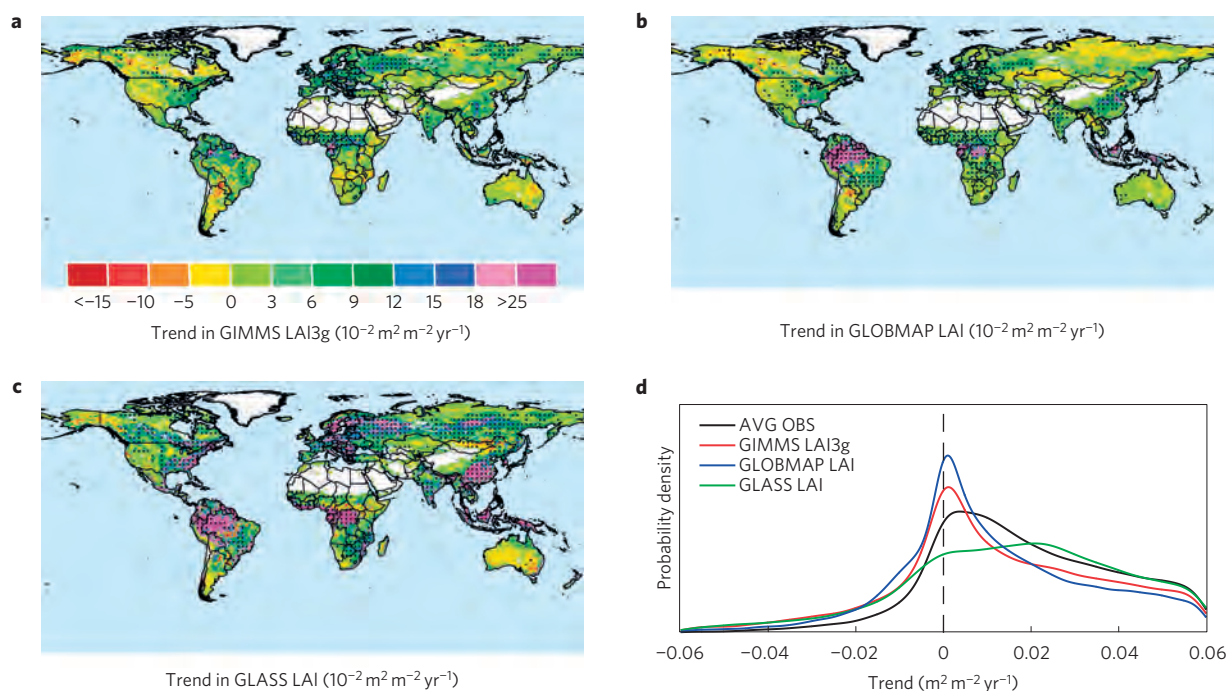 a
<−15 −10 −5 0 3 6 9 12 15 18 >25
Trend in GIMMS LAI3g (10⁻² m² m⁻² yr⁻¹)
b
Trend in GLOBMAP LAI (10⁻² m² m⁻² yr⁻¹)
c
Trend in GLASS LAI (10⁻² m² m⁻² yr⁻¹)
d
AVG OBS
GIMMS LAI3g
GLOBMAP LAI
GLASS LAI
Probability density
−0.06 −0.04 −0.02 0 0.02 0.04 0.06
Trend (m² m⁻² yr⁻¹)